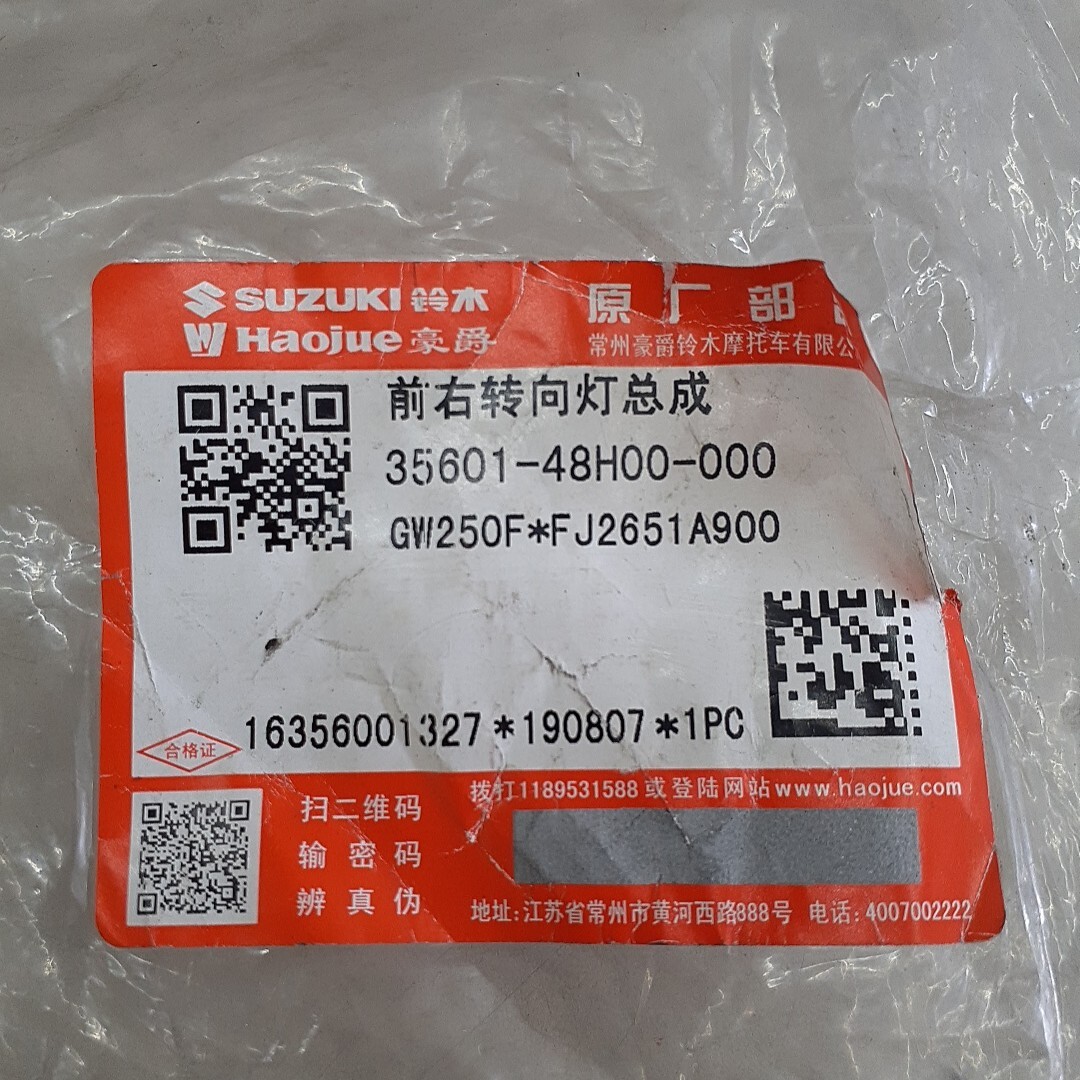 SUZUKI 铃木
Haojue 豪爵
原厂部
常州豪爵铃木摩托车有限公
前右转向灯总成
35601-48H00-000
GW250F*FJ2651A900
16356001327*190807*1PC
合格证
拨打1189531588或登陆网站www.haojue.com
扫二维码
输密码
辨真伪
地址:江苏省常州市黄河西路888号 电话:4007002222